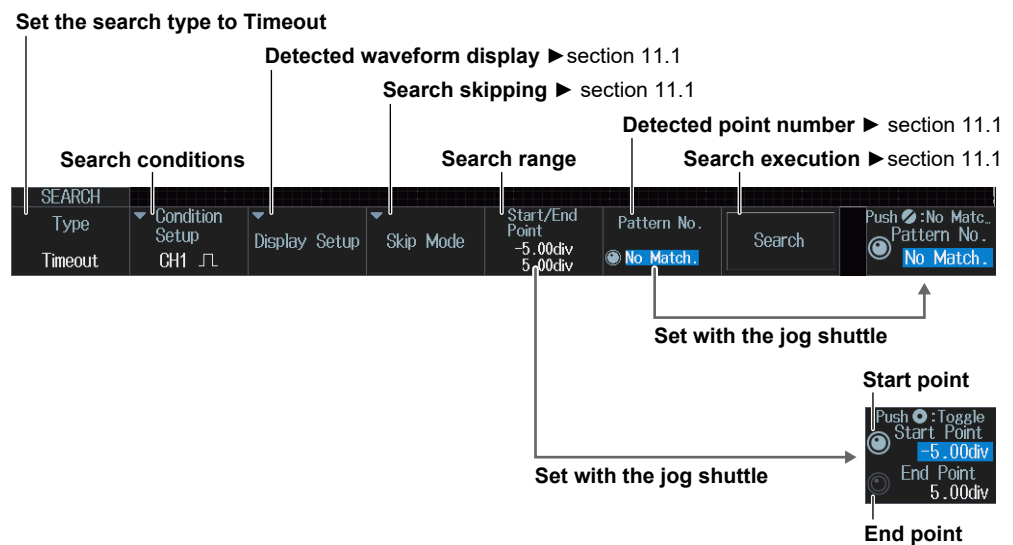 Set the search type to Timeout
Detected waveform display ►section 11.1
Search skipping ► section 11.1
Detected point number ► section 11.1
Search conditions
Search range
Search execution ►section 11.1
SEARCH
Type
Timeout
Condition
Setup
CH1
Display Setup
Skip Mode
Start/End
Point
-5.00div
5.00div
Pattern No.
No Match.
Search
Push :No Matc…
Pattern No.
No Match.
Set with the jog shuttle
Start point
Push :Toggle
Start Point
-5.00div
End Point
5.00div
Set with the jog shuttle
End point